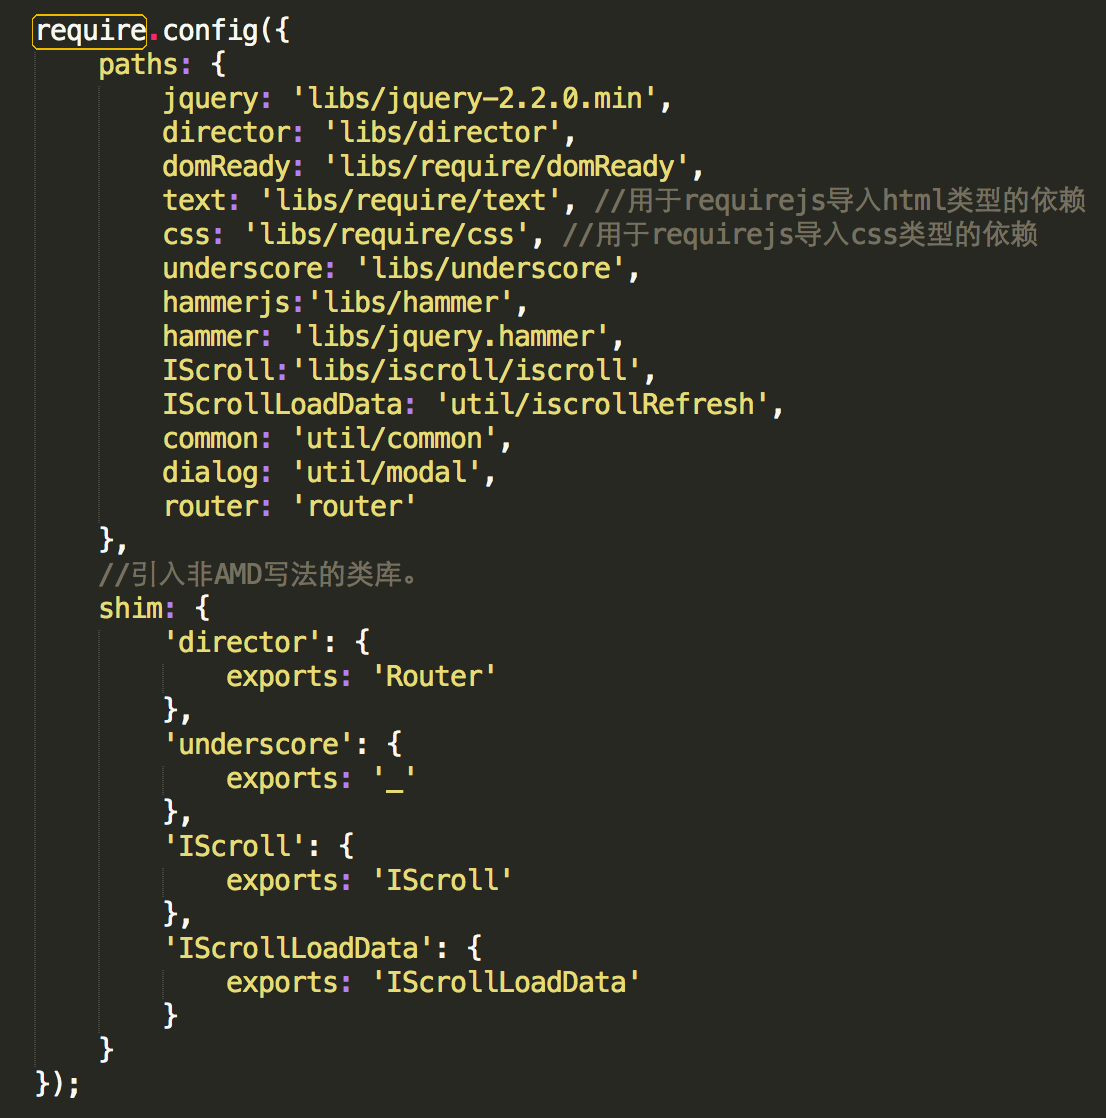 require.config({
    paths: {
        jquery: 'libs/jquery-2.2.0.min',
        director: 'libs/director',
        domReady: 'libs/require/domReady',
        text: 'libs/require/text', //用于requirejs导入html类型的依赖
        css: 'libs/require/css', //用于requirejs导入css类型的依赖
        underscore: 'libs/underscore',
        hammerjs:'libs/hammer',
        hammer: 'libs/jquery.hammer',
        IScroll:'libs/iscroll/iscroll',
        IScrollLoadData: 'util/iscrollRefresh',
        common: 'util/common',
        dialog: 'util/modal',
        router: 'router'
    },
    //引入非AMD写法的类库。
    shim: {
        'director': {
            exports: 'Router'
        },
        'underscore': {
            exports: '_'
        },
        'IScroll': {
            exports: 'IScroll'
        },
        'IScrollLoadData': {
            exports: 'IScrollLoadData'
        }
    }
});